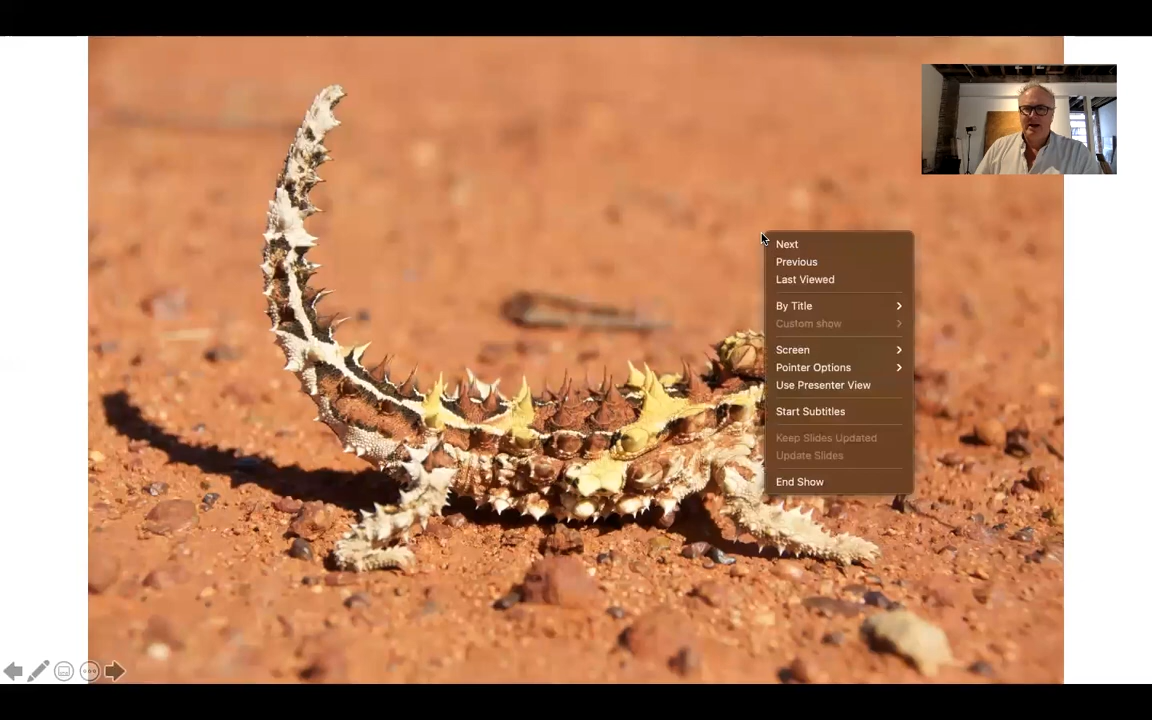 Next
Previous
Last Viewed
By Title
Custom show
Screen
Pointer Options
Use Presenter View
Start Subtitles
Keep Slides Updated
Update Slides
End Show